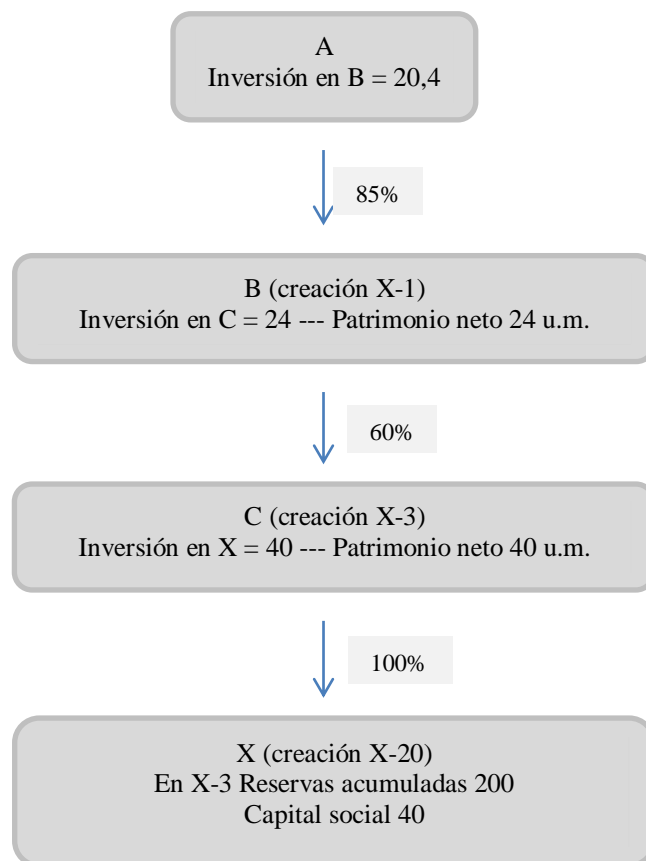 A
Inversión en B = 20,4
85%
B (creación X-1)
Inversión en C = 24 --- Patrimonio neto 24 u.m.
60%
C (creación X-3)
Inversión en X = 40 --- Patrimonio neto 40 u.m.
100%
X (creación X-20)
En X-3 Reservas acumuladas 200
Capital social 40